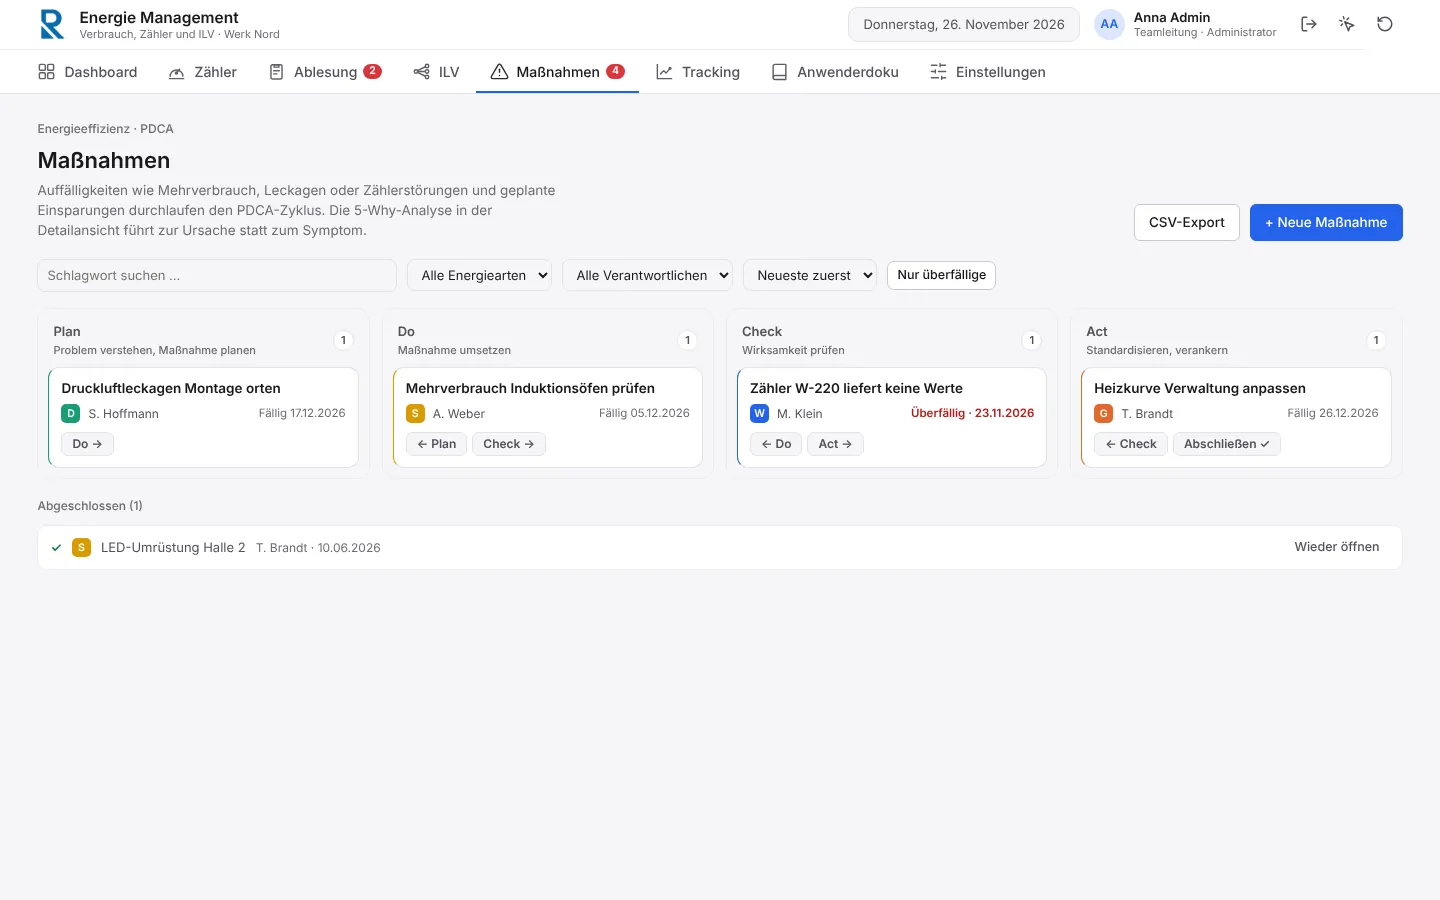 Energie Management
Verbrauch, Zähler und ILV · Werk Nord
Donnerstag, 26. November 2026
AA
Anna Admin
Teamleitung · Administrator
Dashboard
Zähler
Ablesung 2
ILV
Maßnahmen 4
Tracking
Anwenderdoku
Einstellungen
Energieeffizienz · PDCA
Maßnahmen
Auffälligkeiten wie Mehrverbrauch, Leckagen oder Zählerstörungen und geplante
Einsparungen durchlaufen den PDCA-Zyklus. Die 5-Why-Analyse in der
Detailansicht führt zur Ursache statt zum Symptom.
CSV-Export
+ Neue Maßnahme
Schlagwort suchen ...
Alle Energiearten
Alle Verantwortlichen
Neueste zuerst
Nur überfällige
Plan
Problem verstehen, Maßnahme planen
1
Druckluftleckagen Montage orten
D S. Hoffmann Fällig 17.12.2026
Do →
Do
Maßnahme umsetzen
1
Mehrverbrauch Induktionsöfen prüfen
S A. Weber Fällig 05.12.2026
← Plan Check →
Check
Wirksamkeit prüfen
1
Zähler W-220 liefert keine Werte
W M. Klein Überfällig · 23.11.2026
← Do Act →
Act
Standardisieren, verankern
1
Heizkurve Verwaltung anpassen
G T. Brandt Fällig 26.12.2026
← Check Abschließen ✓
Abgeschlossen (1)
✓ S LED-Umrüstung Halle 2 T. Brandt · 10.06.2026 Wieder öffnen